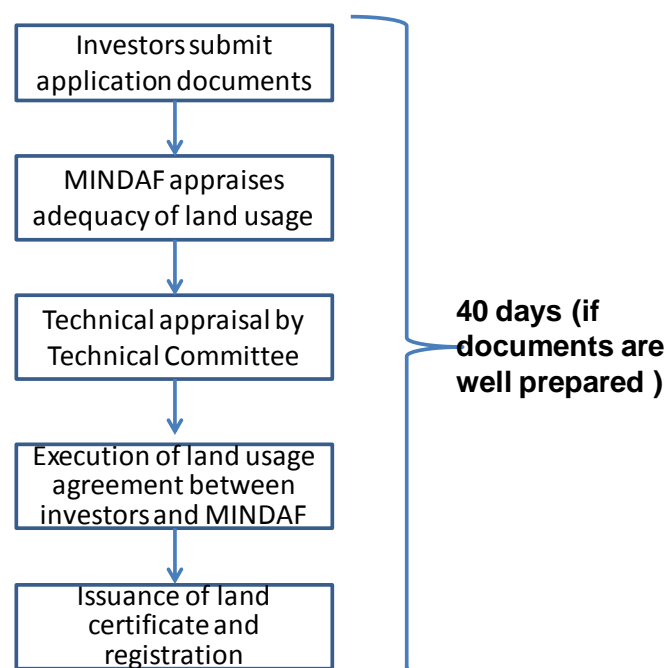 Investors submit
application documents
MINDAF appraises
adequacy of land usage
Technical appraisal by
Technical Committee
Execution of land usage
agreement between
investors and MINDAF
Issuance of land
certificate and
registration
40 days (if
documents are
well prepared )